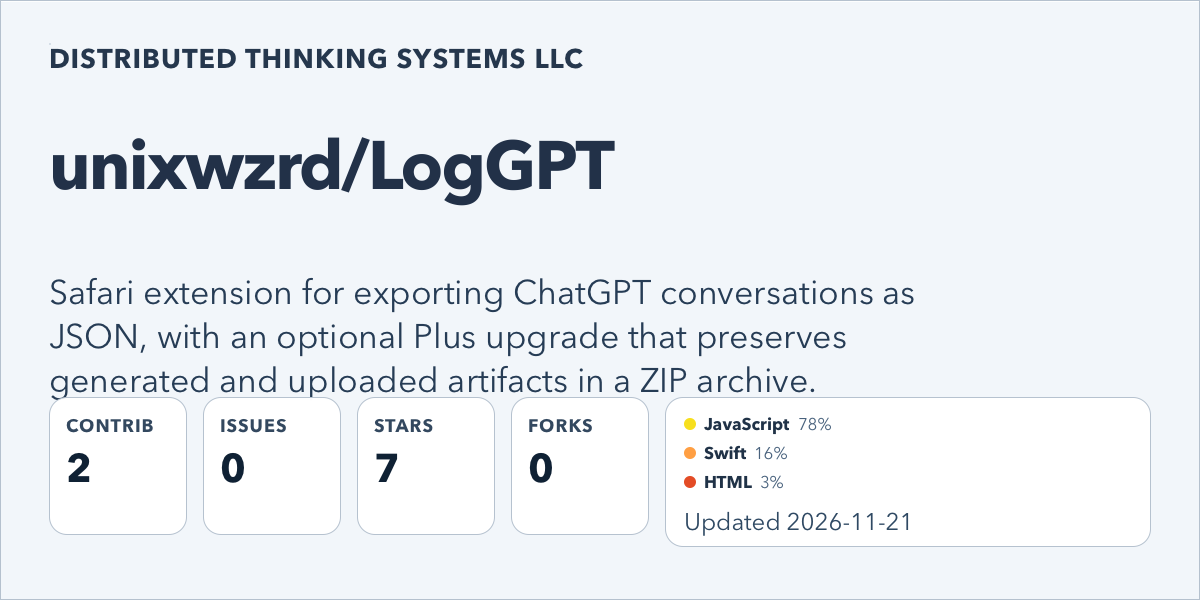 DISTRIBUTED THINKING SYSTEMS LLC
unixwzrd/LogGPT
Safari extension for exporting ChatGPT conversations as
JSON, with an optional Plus upgrade that preserves
generated and uploaded artifacts in a ZIP archive.
CONTRIB
2
ISSUES
0
STARS
7
FORKS
0
JavaScript 78%
Swift 16%
HTML 3%
Updated 2026-11-21